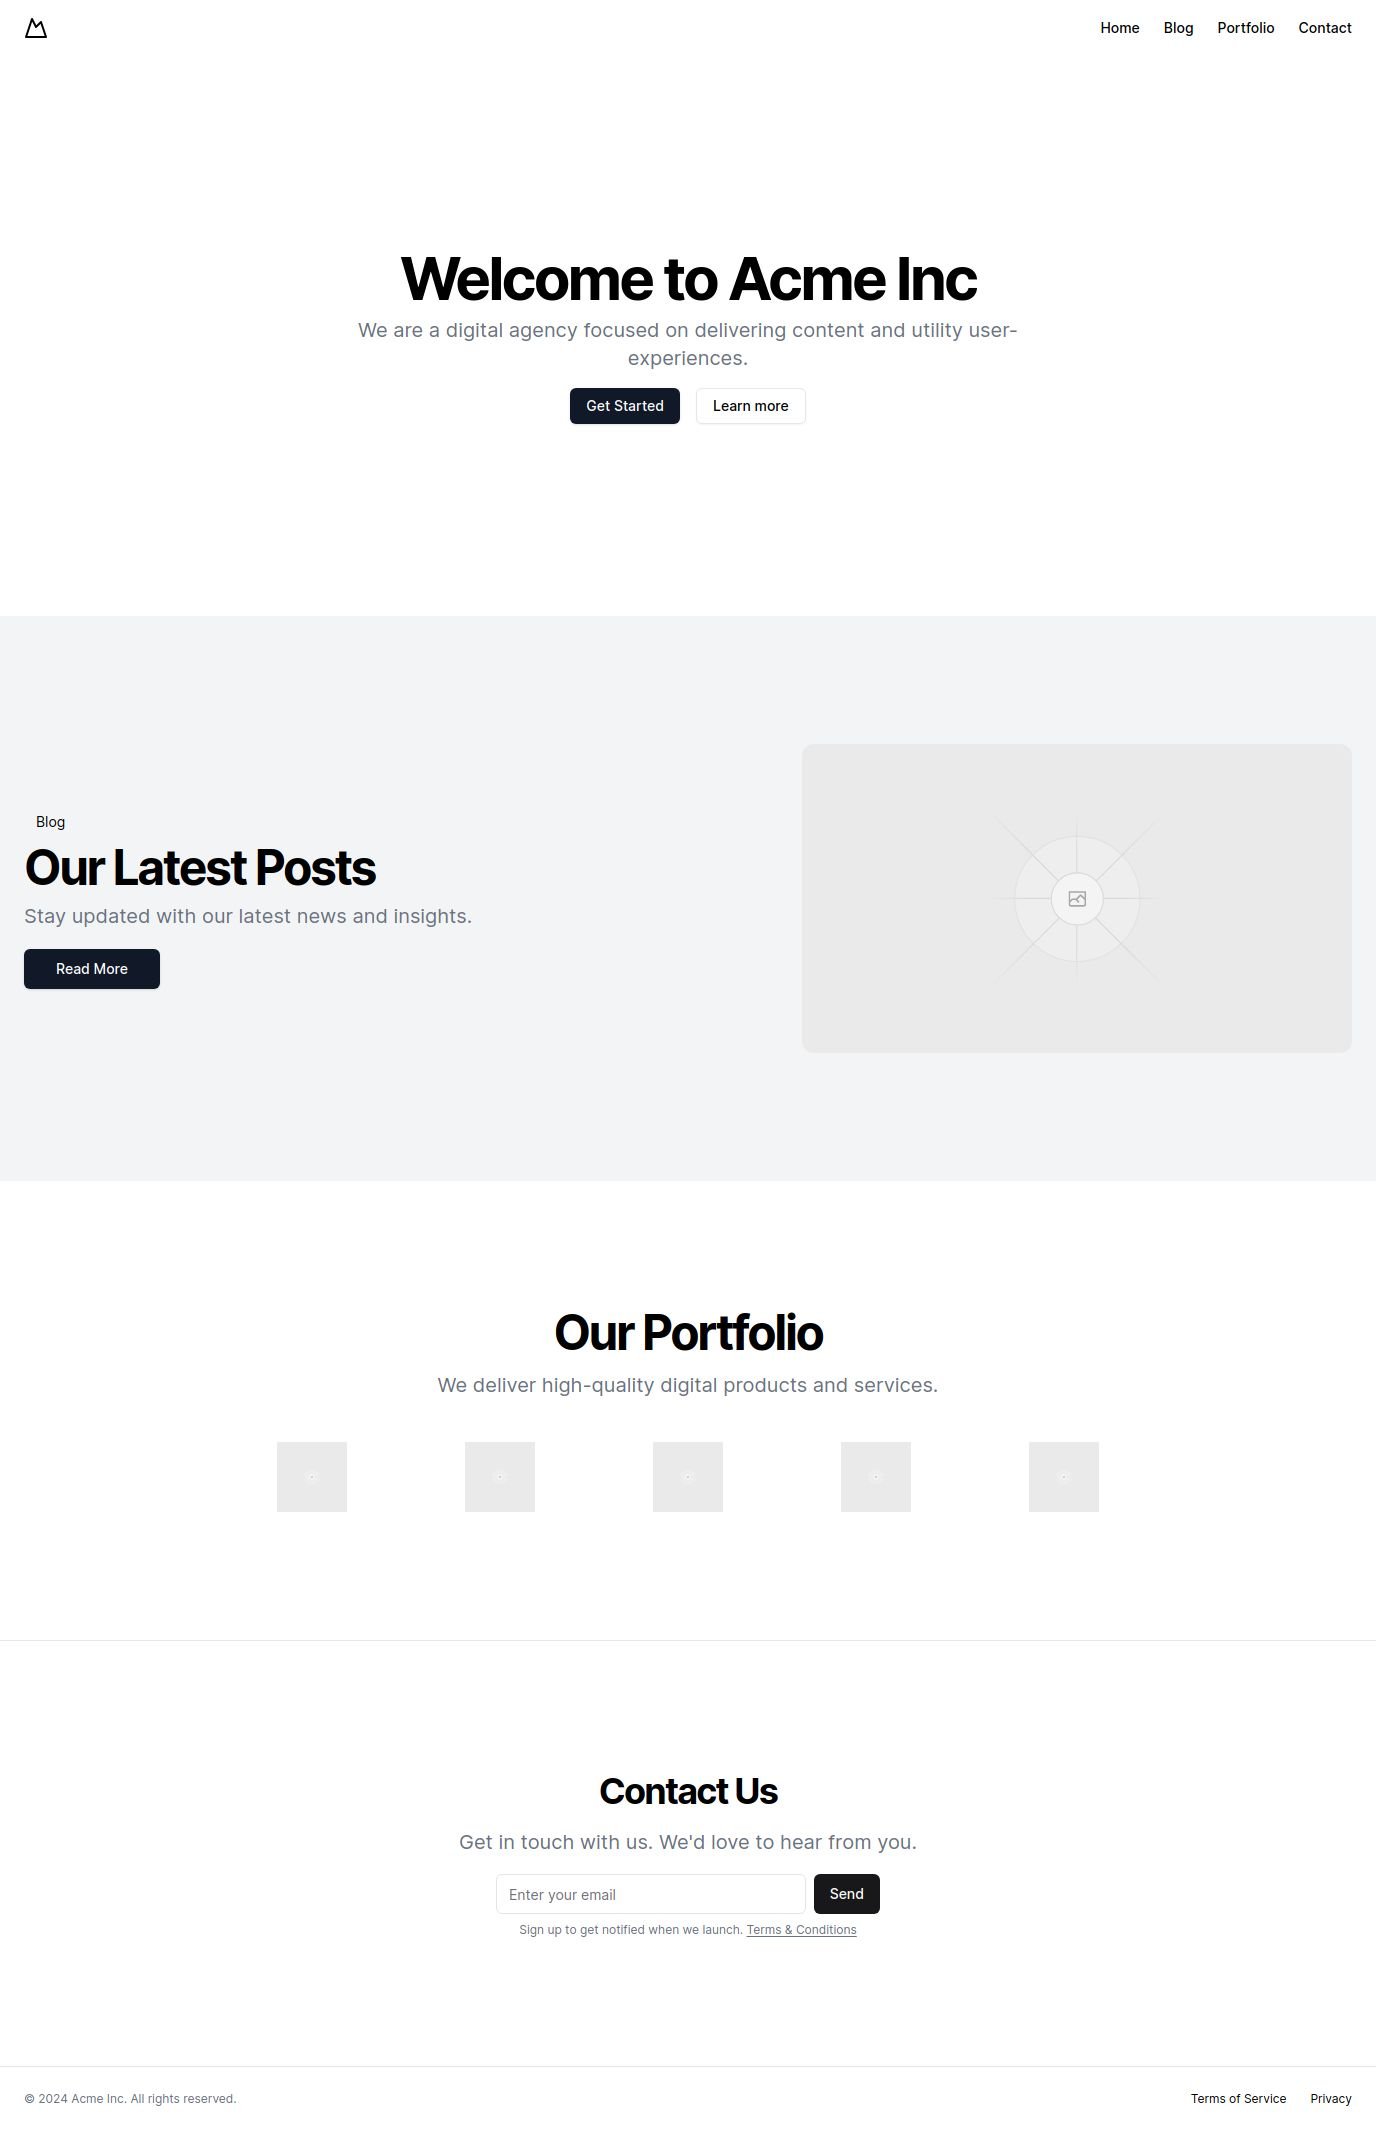 Home Blog Portfolio Contact
Welcome to Acme Inc
We are a digital agency focused on delivering content and utility user-
experiences.
Get Started Learn more
Blog
Our Latest Posts
Stay updated with our latest news and insights.
Read More
Our Portfolio
We deliver high-quality digital products and services.
Contact Us
Get in touch with us. We'd love to hear from you.
Enter your email Send
Sign up to get notified when we launch. Terms & Conditions
© 2024 Acme Inc. All rights reserved. Terms of Service Privacy